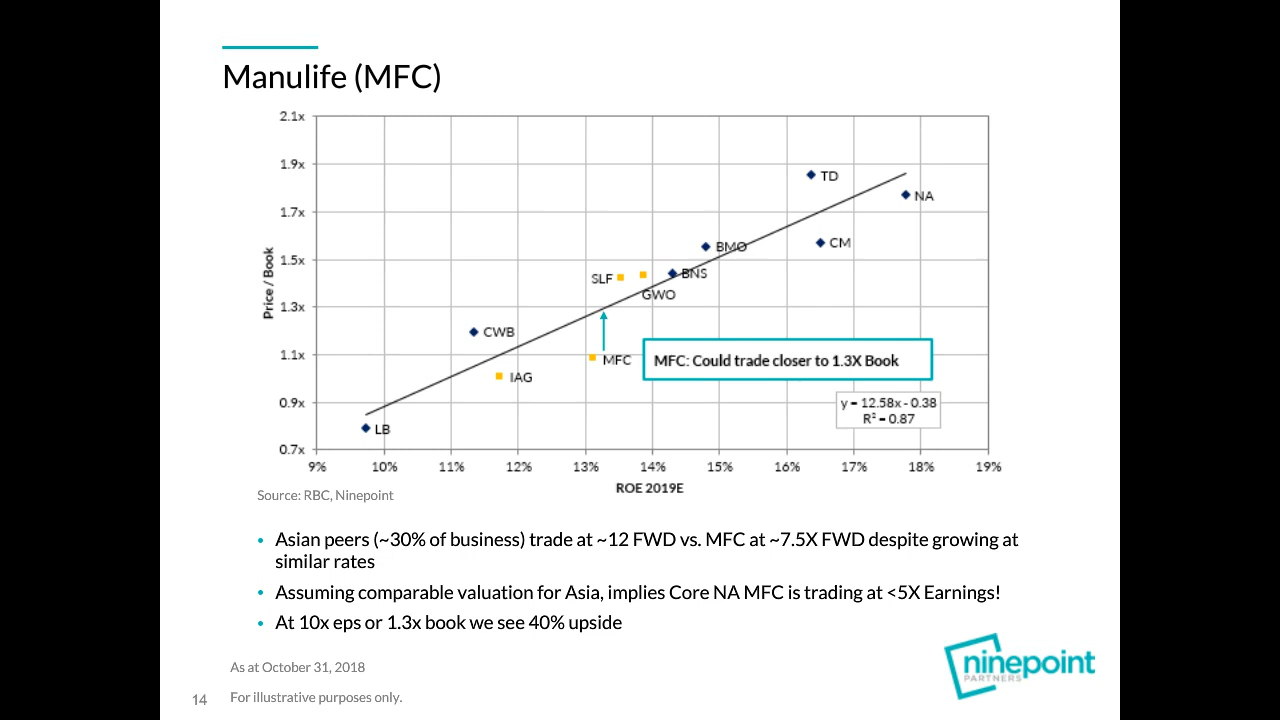 Manulife (MFC)
2.1x
1.9x
1.7x
1.5x
1.3x
1.1x
0.9x
0.7x
Price / Book
TD
NA
CM
BMO
BNS
SLF
GWO
CWB
MFC
IAG
LB
MFC: Could trade closer to 1.3X Book
y = 12.58x - 0.38
R² = 0.87
9% 10% 11% 12% 13% 14% 15% 16% 17% 18% 19%
ROE 2019E
Source: RBC, Ninepoint
• Asian peers (~30% of business) trade at ~12 FWD vs. MFC at ~7.5X FWD despite growing at
similar rates
• Assuming comparable valuation for Asia, implies Core NA MFC is trading at <5X Earnings!
• At 10x eps or 1.3x book we see 40% upside
As at October 31, 2018
14 For illustrative purposes only.
ninepoint
PARTNERS